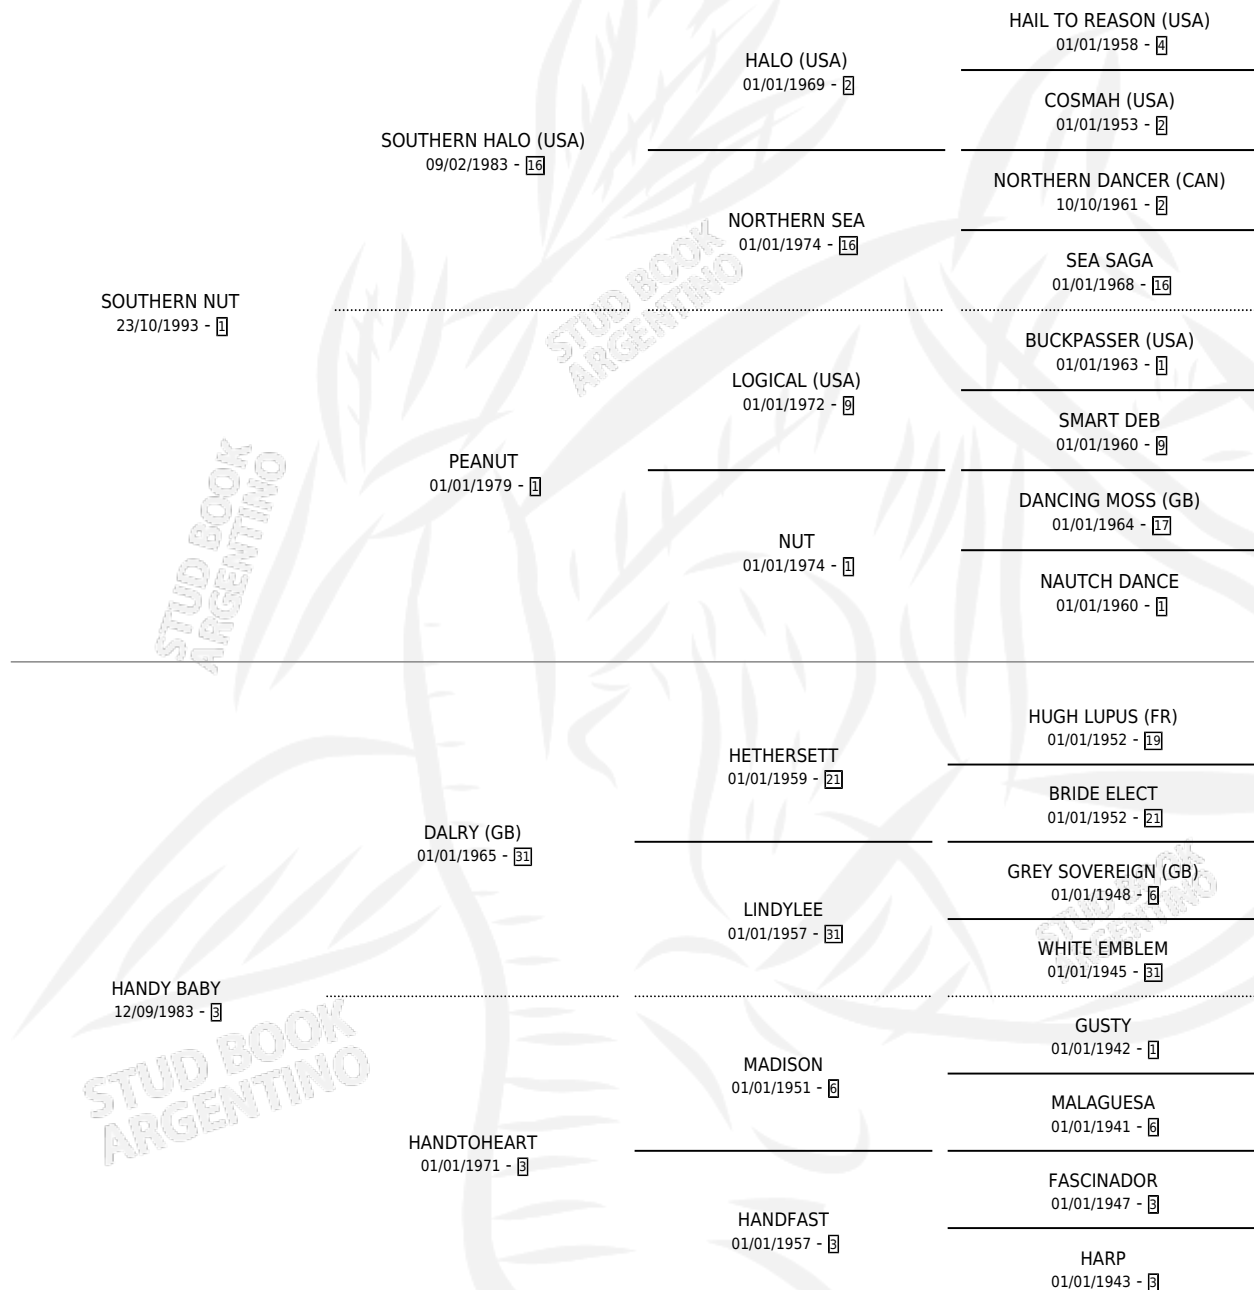 HAIL TO REASON (USA)
01/01/1958 - 4
HALO (USA)
01/01/1969 - 2
COSMAH (USA)
01/01/1953 - 2
SOUTHERN HALO (USA)
09/02/1983 - 16
NORTHERN DANCER (CAN)
10/10/1961 - 2
NORTHERN SEA
01/01/1974 - 16
SEA SAGA
01/01/1968 - 16
SOUTHERN NUT
23/10/1993 - 1
STUD BOOK
ARGENTINO
BUCKPASSER (USA)
01/01/1963 - 1
LOGICAL (USA)
01/01/1972 - 9
SMART DEB
01/01/1960 - 9
PEANUT
01/01/1979 - 1
DANCING MOSS (GB)
01/01/1964 - 17
NUT
01/01/1974 - 1
NAUTCH DANCE
01/01/1960 - 1
STUD BOOK
ARGENTINO
HUGH LUPUS (FR)
01/01/1952 - 19
HETHERSETT
01/01/1959 - 21
BRIDE ELECT
01/01/1952 - 21
DALRY (GB)
01/01/1965 - 31
GREY SOVEREIGN (GB)
01/01/1948 - 6
LINDYLEE
01/01/1957 - 31
STUD BOOK
ARGENTINO
WHITE EMBLEM
01/01/1945 - 31
HANDY BABY
12/09/1983 - 3
STUD BOOK
ARGENTINO
GUSTY
01/01/1942 - 1
MADISON
01/01/1951 - 6
MALAGUESA
01/01/1941 - 6
HANDTOHEART
01/01/1971 - 3
FASCINADOR
01/01/1947 - 3
HANDFAST
01/01/1957 - 3
HARP
01/01/1943 - 3